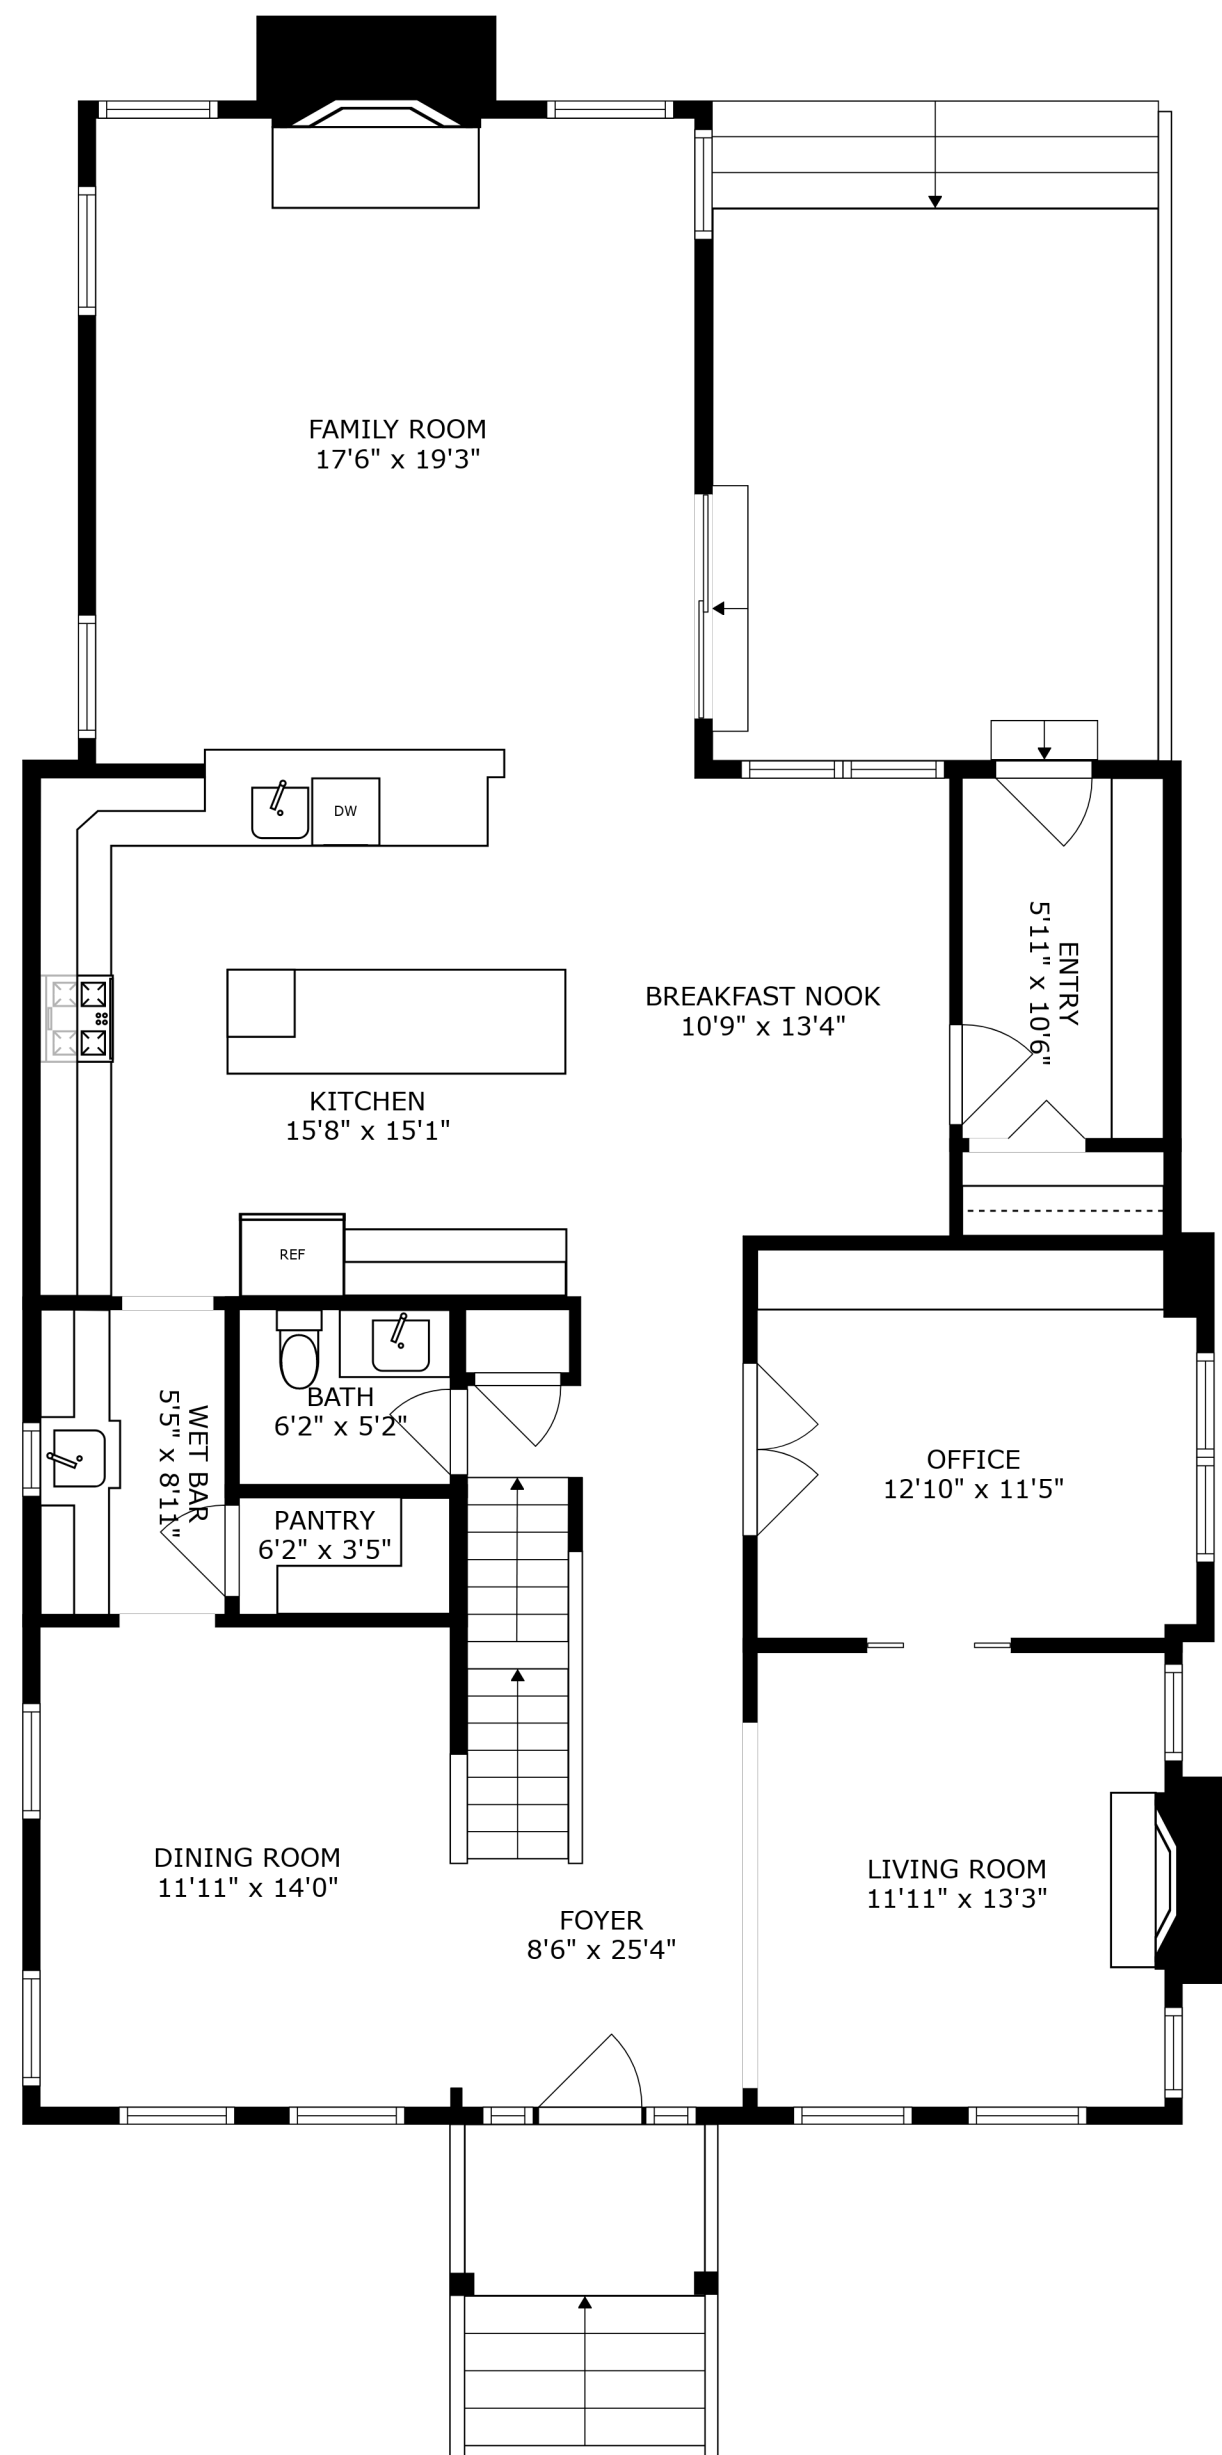 FAMILY ROOM
17'6" x 19'3"
DW
ENTRY
5'11" x 10'6"
BREAKFAST NOOK
10'9" x 13'4"
KITCHEN
15'8" x 15'1"
REF
BATH
6'2" x 5'2"
WET BAR
5'5" x 8'11"
OFFICE
12'10" x 11'5"
PANTRY
6'2" x 3'5"
DINING ROOM
11'11" x 14'0"
LIVING ROOM
11'11" x 13'3"
FOYER
8'6" x 25'4"